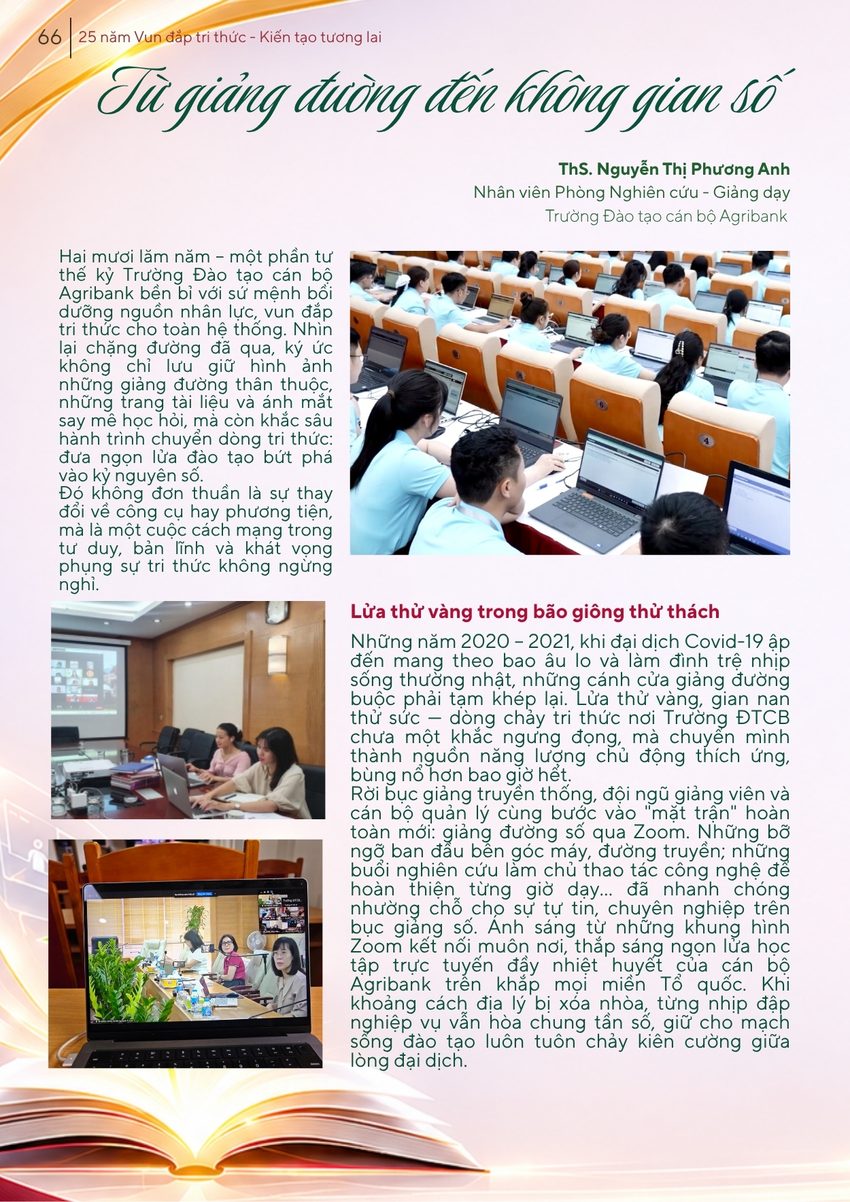 66
25 năm Vun đắp tri thức - Kiến tạo tương lai
Từ giảng đường đến không gian số
ThS. Nguyễn Thị Phương Anh
Nhân viên Phòng Nghiên cứu - Giảng dạy
Trường Đào tạo cán bộ Agribank
Hai mươi lăm năm – một phần tư
thế kỷ Trường Đào tạo cán bộ
Agribank bền bỉ với sứ mệnh bồi
dưỡng nguồn nhân lực, vun đắp
tri thức cho toàn hệ thống. Nhìn
lại chặng đường đã qua, ký ức
không chỉ lưu giữ hình ảnh
những giảng đường thân thuộc,
những trang tài liệu và ánh mắt
say mê học hỏi, mà còn khắc sâu
hành trình chuyển dòng tri thức:
đưa ngọn lửa đào tạo bứt phá
vào kỷ nguyên số.
Đó không đơn thuần là sự thay
đổi về công cụ hay phương tiện,
mà là một cuộc cách mạng trong
tư duy, bản lĩnh và khát vọng
phụng sự tri thức không ngừng
nghỉ.
Lửa thử vàng trong bão giông thử thách
Những năm 2020 – 2021, khi đại dịch Covid-19 ập
đến mang theo bao âu lo và làm đình trệ nhịp
sống thường nhật, những cánh cửa giảng đường
buộc phải tạm khép lại. Lửa thử vàng, gian nan
thử sức — dòng chảy tri thức nơi Trường ĐTCB
chưa một khắc ngưng đọng, mà chuyển mình
thành nguồn năng lượng chủ động thích ứng,
bùng nổ hơn bao giờ hết.
Rời bục giảng truyền thống, đội ngũ giảng viên và
cán bộ quản lý cùng bước vào "mặt trận" hoàn
toàn mới: giảng đường số qua Zoom. Những bỡ
ngỡ ban đầu bên góc máy, đường truyền; những
buổi nghiên cứu làm chủ thao tác công nghệ để
hoàn thiện từng giờ dạy... đã nhanh chóng
nhường chỗ cho sự tự tin, chuyên nghiệp trên
bục giảng số. Ánh sáng từ những khung hình
Zoom kết nối muôn nơi, thắp sáng ngọn lửa học
tập trực tuyến đầy nhiệt huyết của cán bộ
Agribank trên khắp mọi miền Tổ quốc. Khi
khoảng cách địa lý bị xóa nhòa, từng nhịp đập
nghiệp vụ vẫn hòa chung tần số, giữ cho mạch
sống đào tạo luôn tuôn chảy kiên cường giữa
lòng đại dịch.